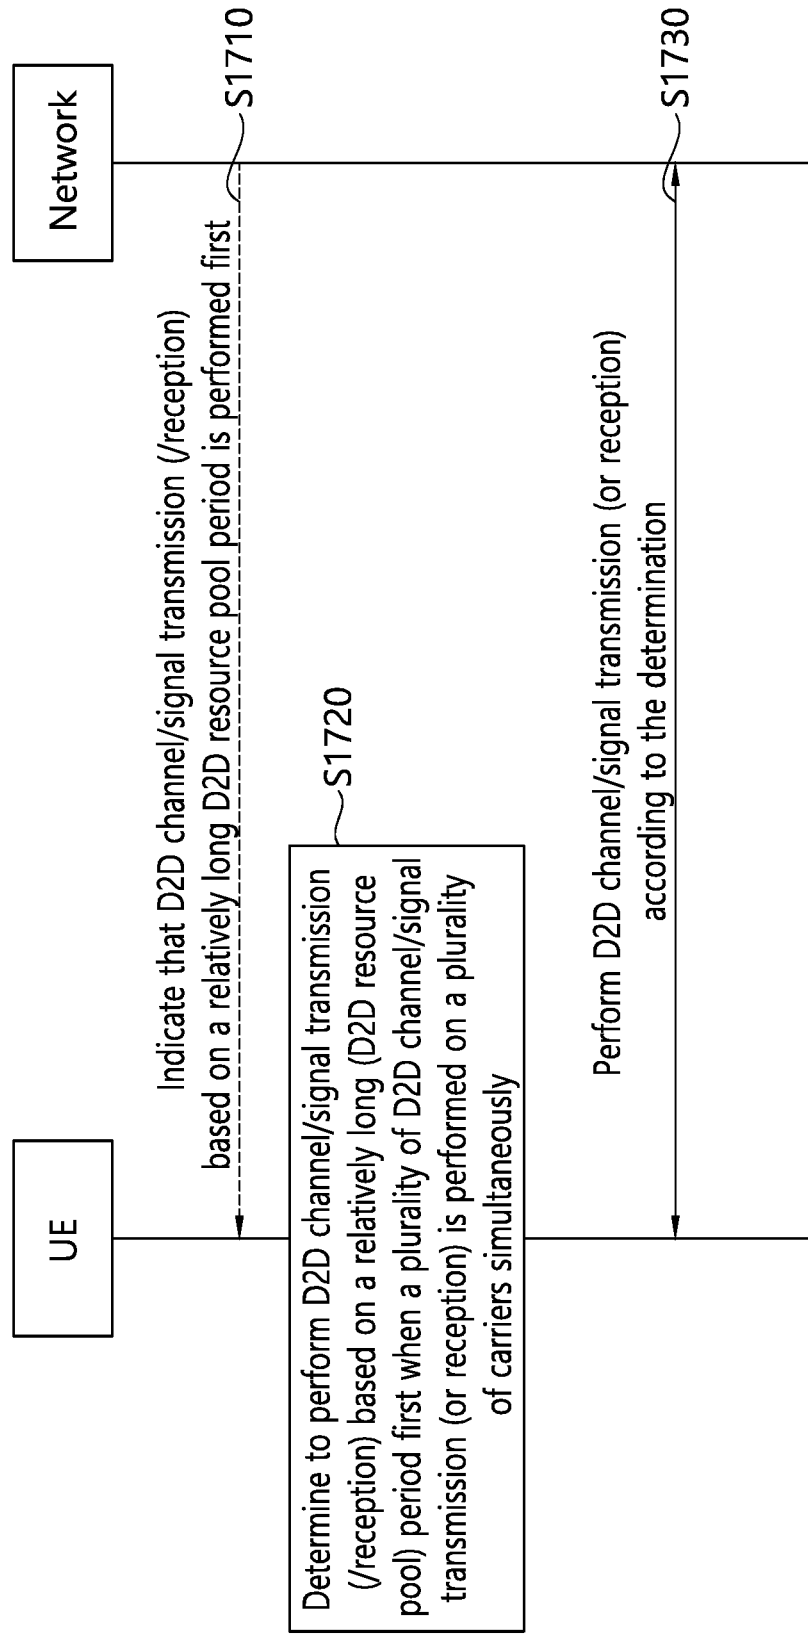 UE
Network
Indicate that D2D channel/signal transmission (/reception)
based on a relatively long D2D resource pool period is performed first
S1710
S1720
Determine to perform D2D channel/signal transmission
(/reception) based on a relatively long (D2D resource
pool) period first when a plurality of D2D channel/signal
transmission (or reception) is performed on a plurality
of carriers simultaneously
Perform D2D channel/signal transmission (or reception)
according to the determination
S1730